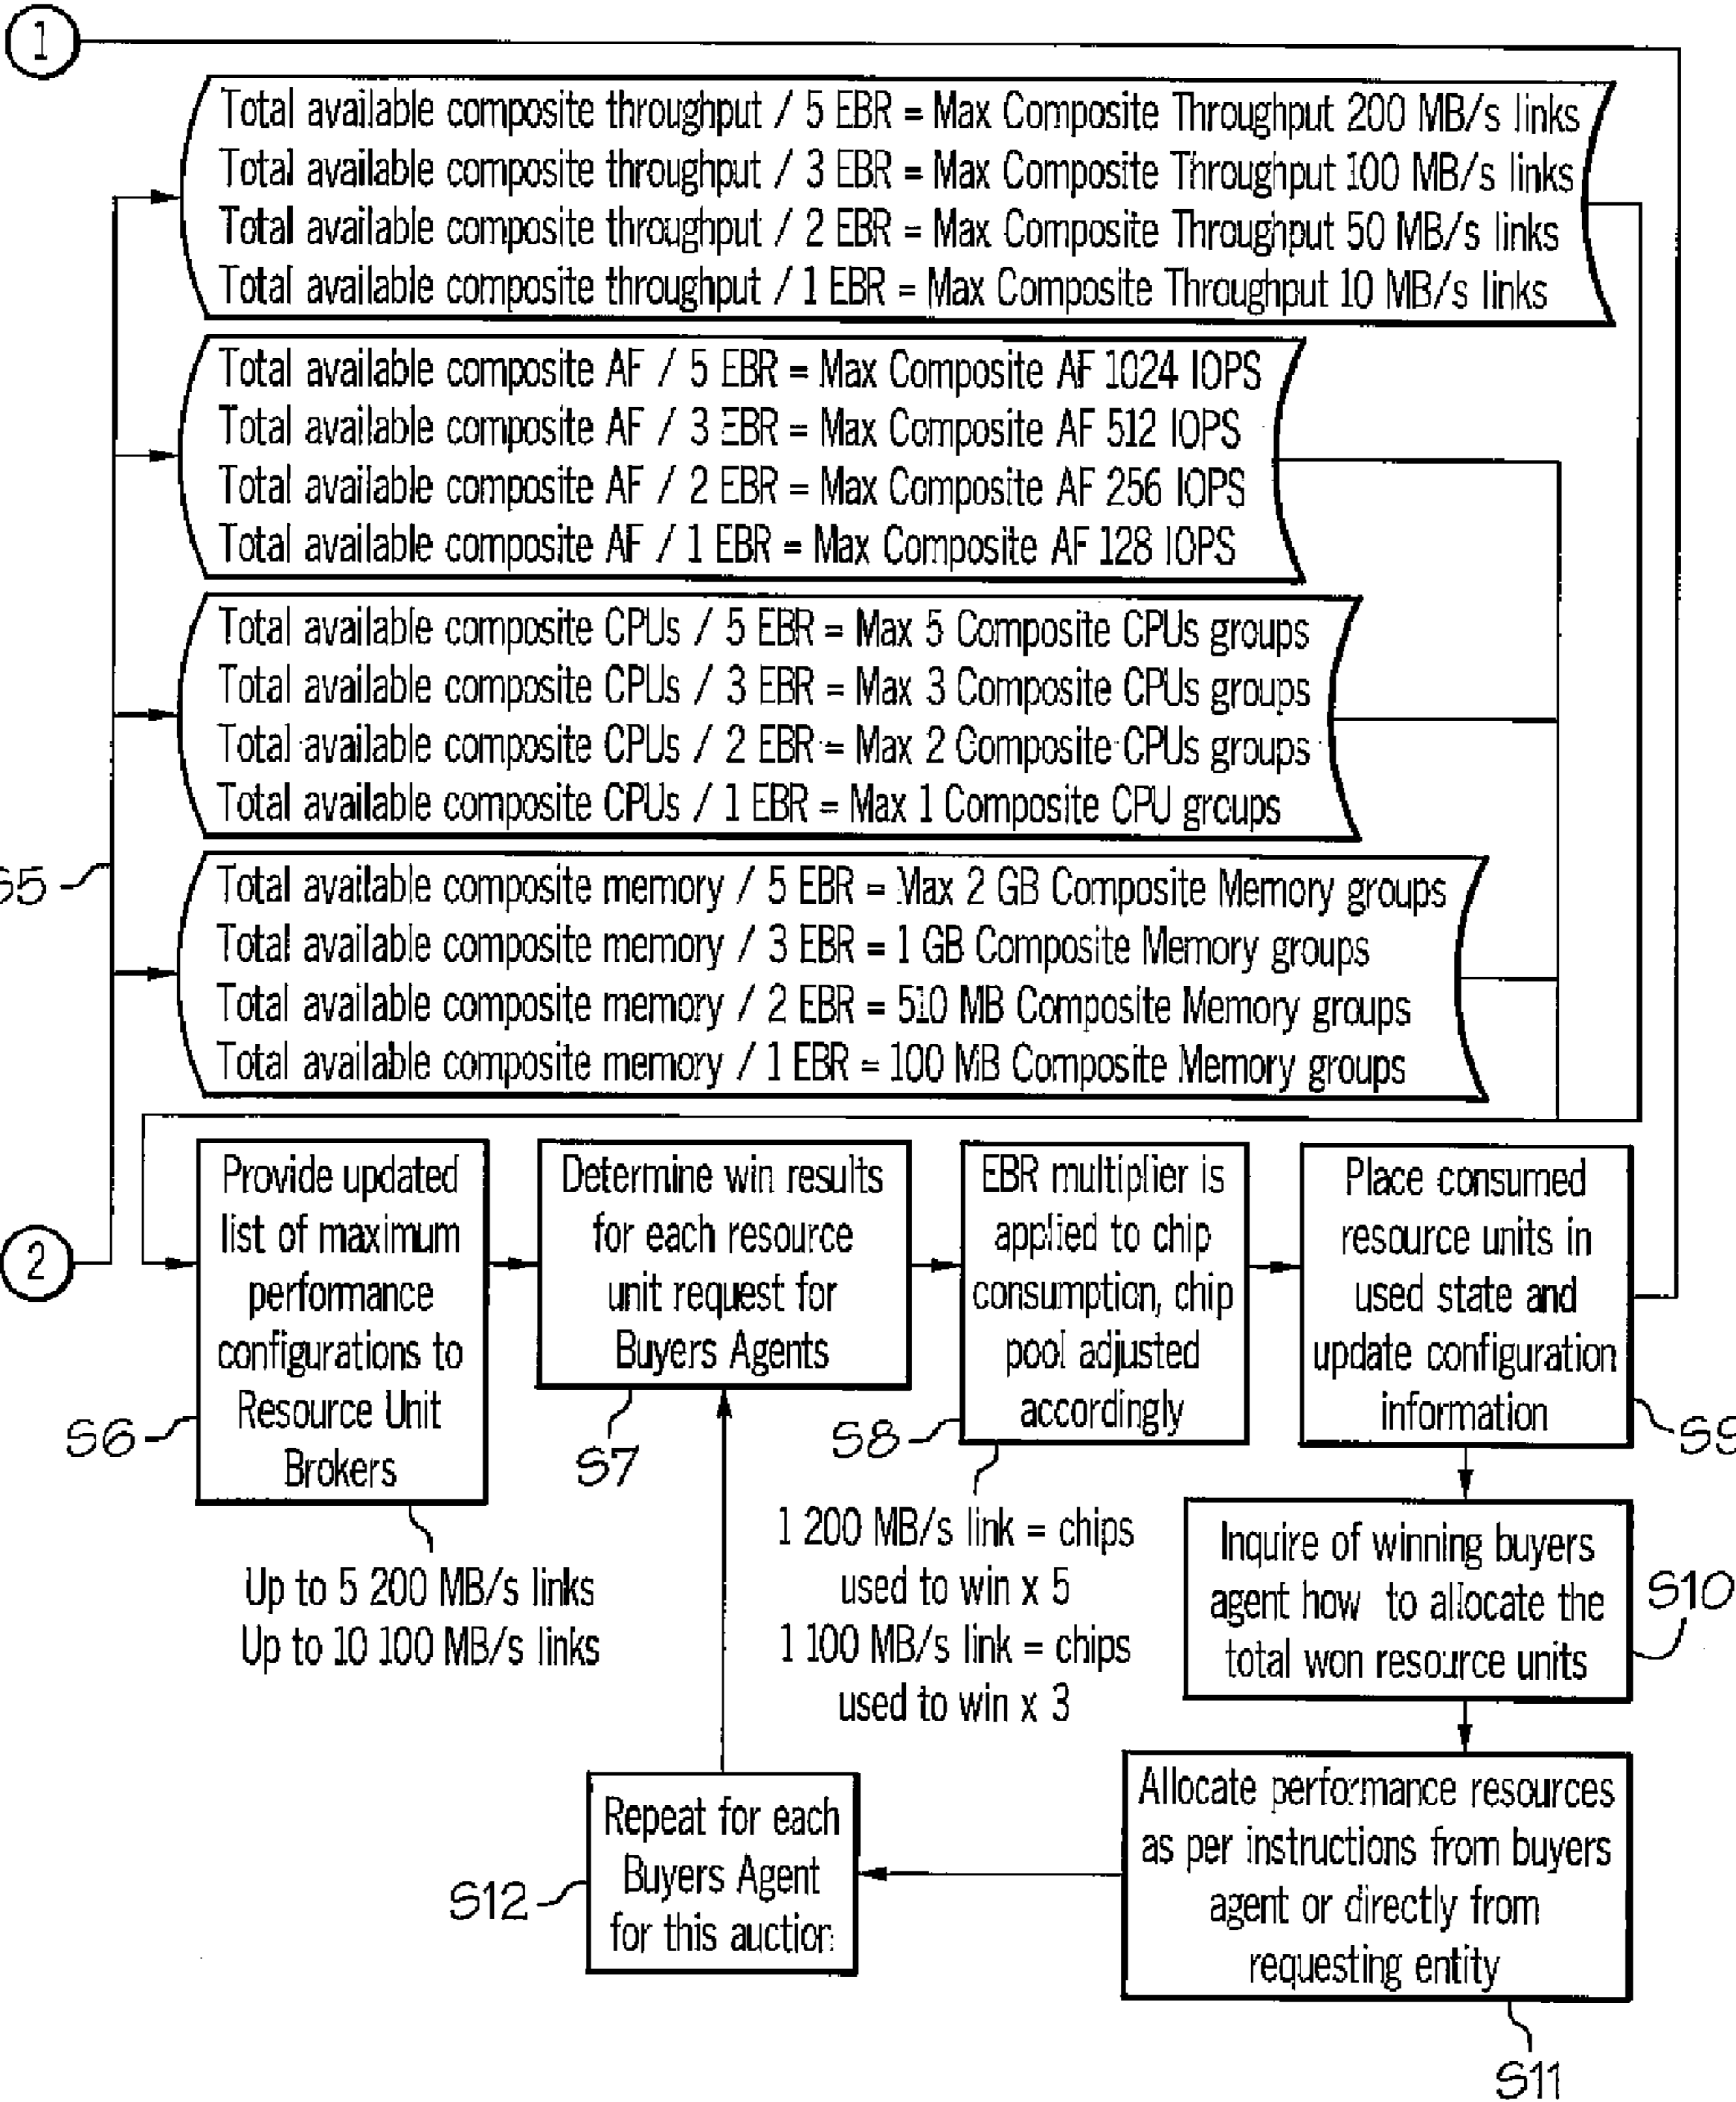 1
Total available composite throughput / 5 EBR = Max Composite Throughput 200 MB/s links
Total available composite throughput / 3 EBR = Max Composite Throughput 100 MB/s links
Total available composite throughput / 2 EBR = Max Composite Throughput 50 MB/s links
Total available composite throughput / 1 EBR = Max Composite Throughput 10 MB/s links
Total available composite AF / 5 EBR = Max Composite AF 1024 IOPS
Total available composite AF / 3 EBR = Max Composite AF 512 IOPS
Total available composite AF / 2 EBR = Max Composite AF 256 IOPS
Total available composite AF / 1 EBR = Max Composite AF 128 IOPS
Total available composite CPUs / 5 EBR = Max 5 Composite CPUs groups
Total available composite CPUs / 3 EBR = Max 3 Composite CPUs groups
Total available composite CPUs / 2 EBR = Max 2 Composite CPUs groups
Total available composite CPUs / 1 EBR = Max 1 Composite CPU groups
S5
Total available composite memory / 5 EBR = Max 2 GB Composite Memory groups
Total available composite memory / 3 EBR = 1 GB Composite Memory groups
Total available composite memory / 2 EBR = 510 MB Composite Memory groups
Total available composite memory / 1 EBR = 100 MB Composite Memory groups
2
Provide updated
list of maximum
performance
configurations to
Resource Unit
Brokers
S6
Up to 5 200 MB/s links
Up to 10 100 MB/s links
Determine win results
for each resource
unit request for
Buyers Agents
S7
EBR multiplier is
applied to chip
consumption, chip
pool adjusted
accordingly
S8
1 200 MB/s link = chips
used to win x 5
1 100 MB/s link = chips
used to win x 3
Place consumed
resource units in
used state and
update configuration
information
S9
Inquire of winning buyers
agent how to allocate the
total won resource units
S10
Allocate performance resources
as per instructions from buyers
agent or directly from
requesting entity
S11
Repeat for each
Buyers Agent
for this auction
S12